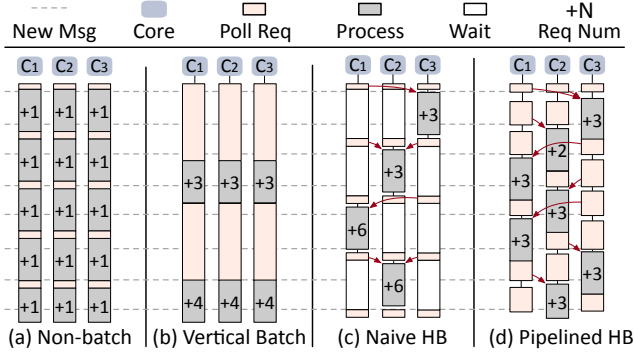 +N
New Msg Core Poll Req Process Wait Req Num
C1 C2 C3 C1 C2 C3 C1 C2 C3 C1 C2 C3
+1 +1 +1 +3 +3
+1 +1 +1 +3 +2
+1 +1 +1 +3 +3 +3 +3
+1 +1 +1 +6 +3 +3
+1 +1 +1 +6 +3
+1 +1 +1 +4 +4 +4 +3
(a) Non-batch (b) Vertical Batch (c) Naive HB (d) Pipelined HB